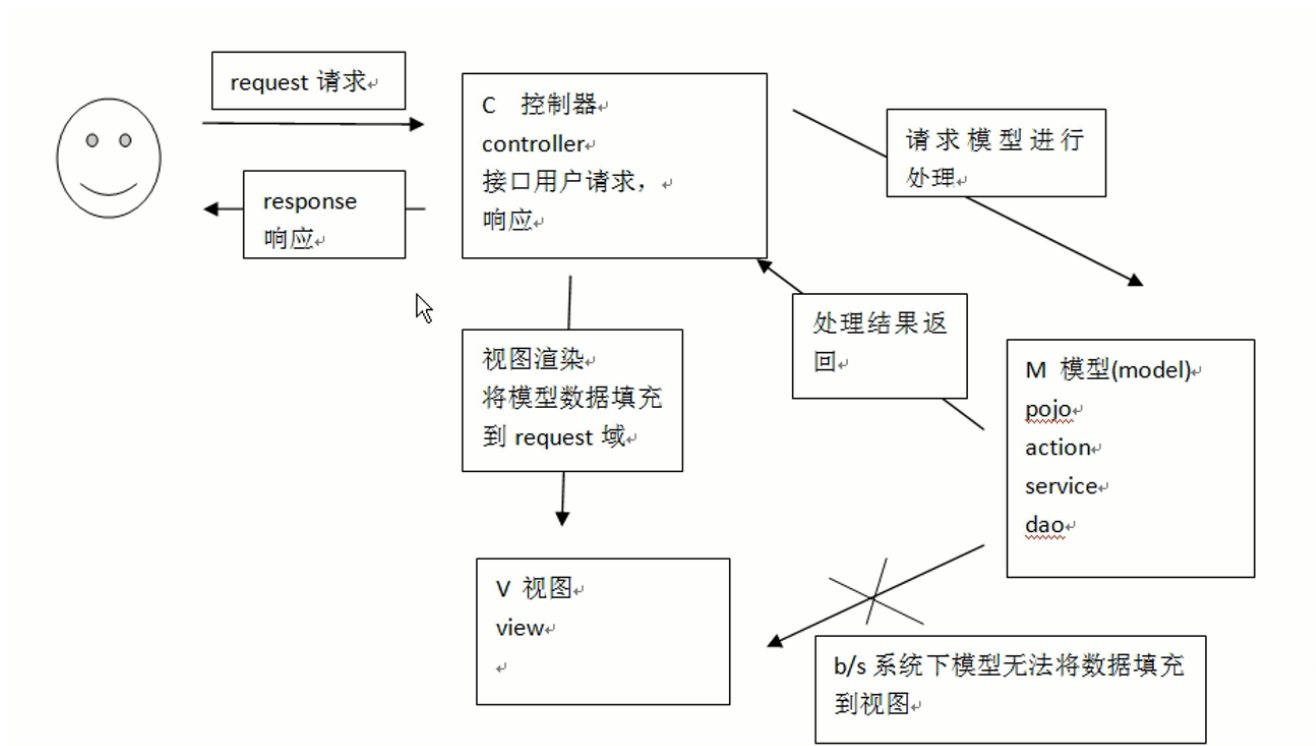 request 请求
C 控制器
controller
接口用户请求，
响应
请求模型进行
处理
response
响应
处理结果返
回
视图渲染
将模型数据填充
到 request 域
M 模型(model)
pojo
action
service
dao
V 视图
view
b/s 系统下模型无法将数据填充
到视图